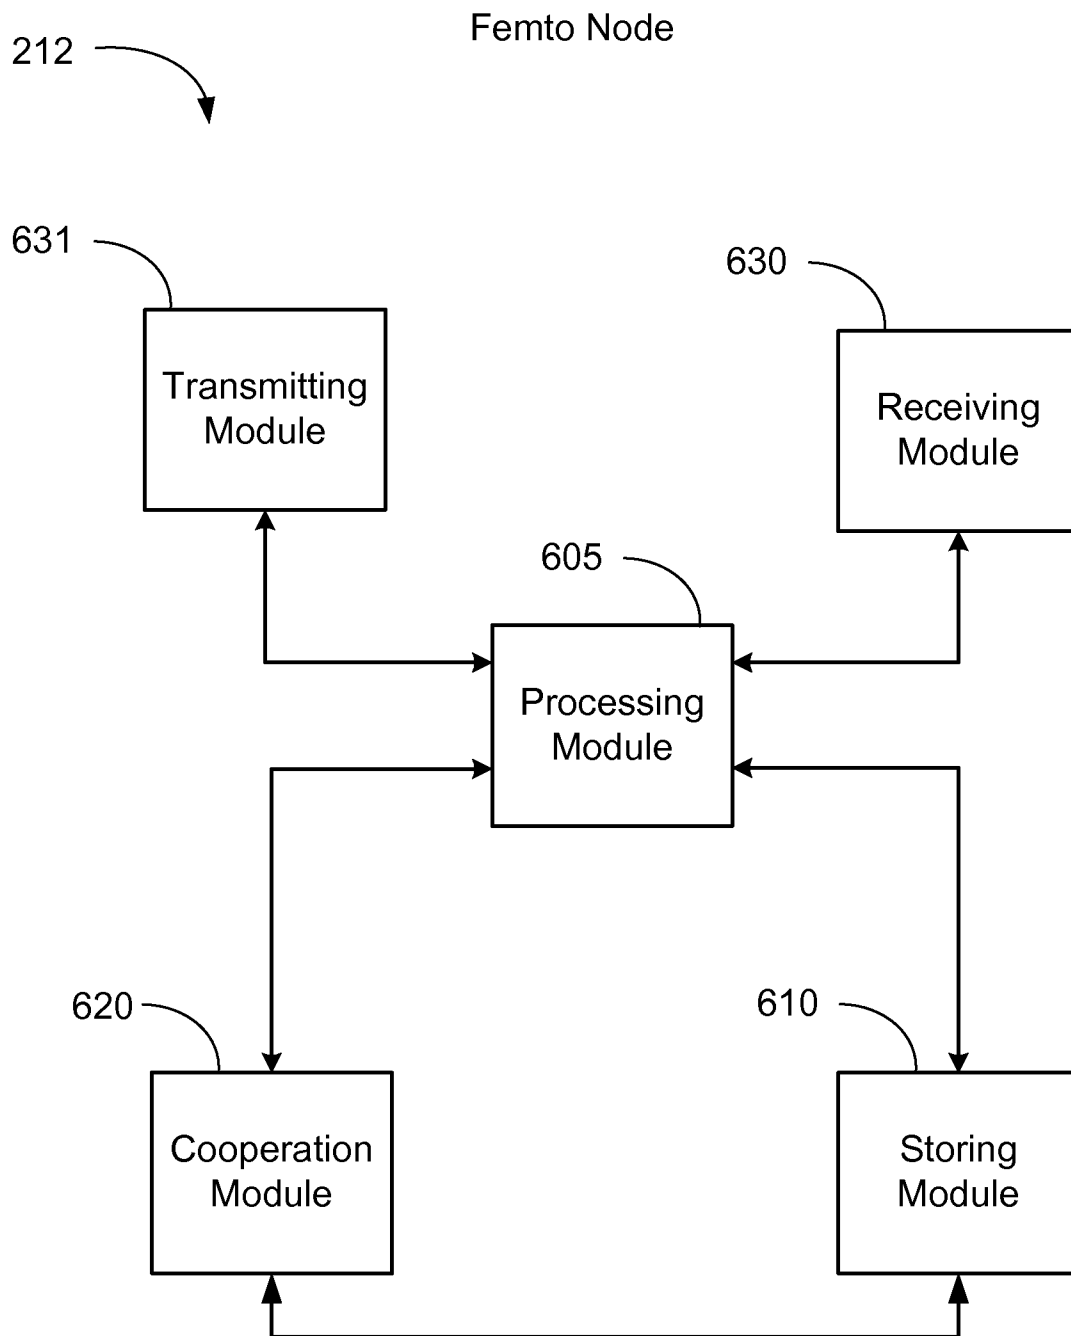 Femto Node
212
631
630
Transmitting
Module
Receiving
Module
605
Processing
Module
620
610
Cooperation
Module
Storing
Module